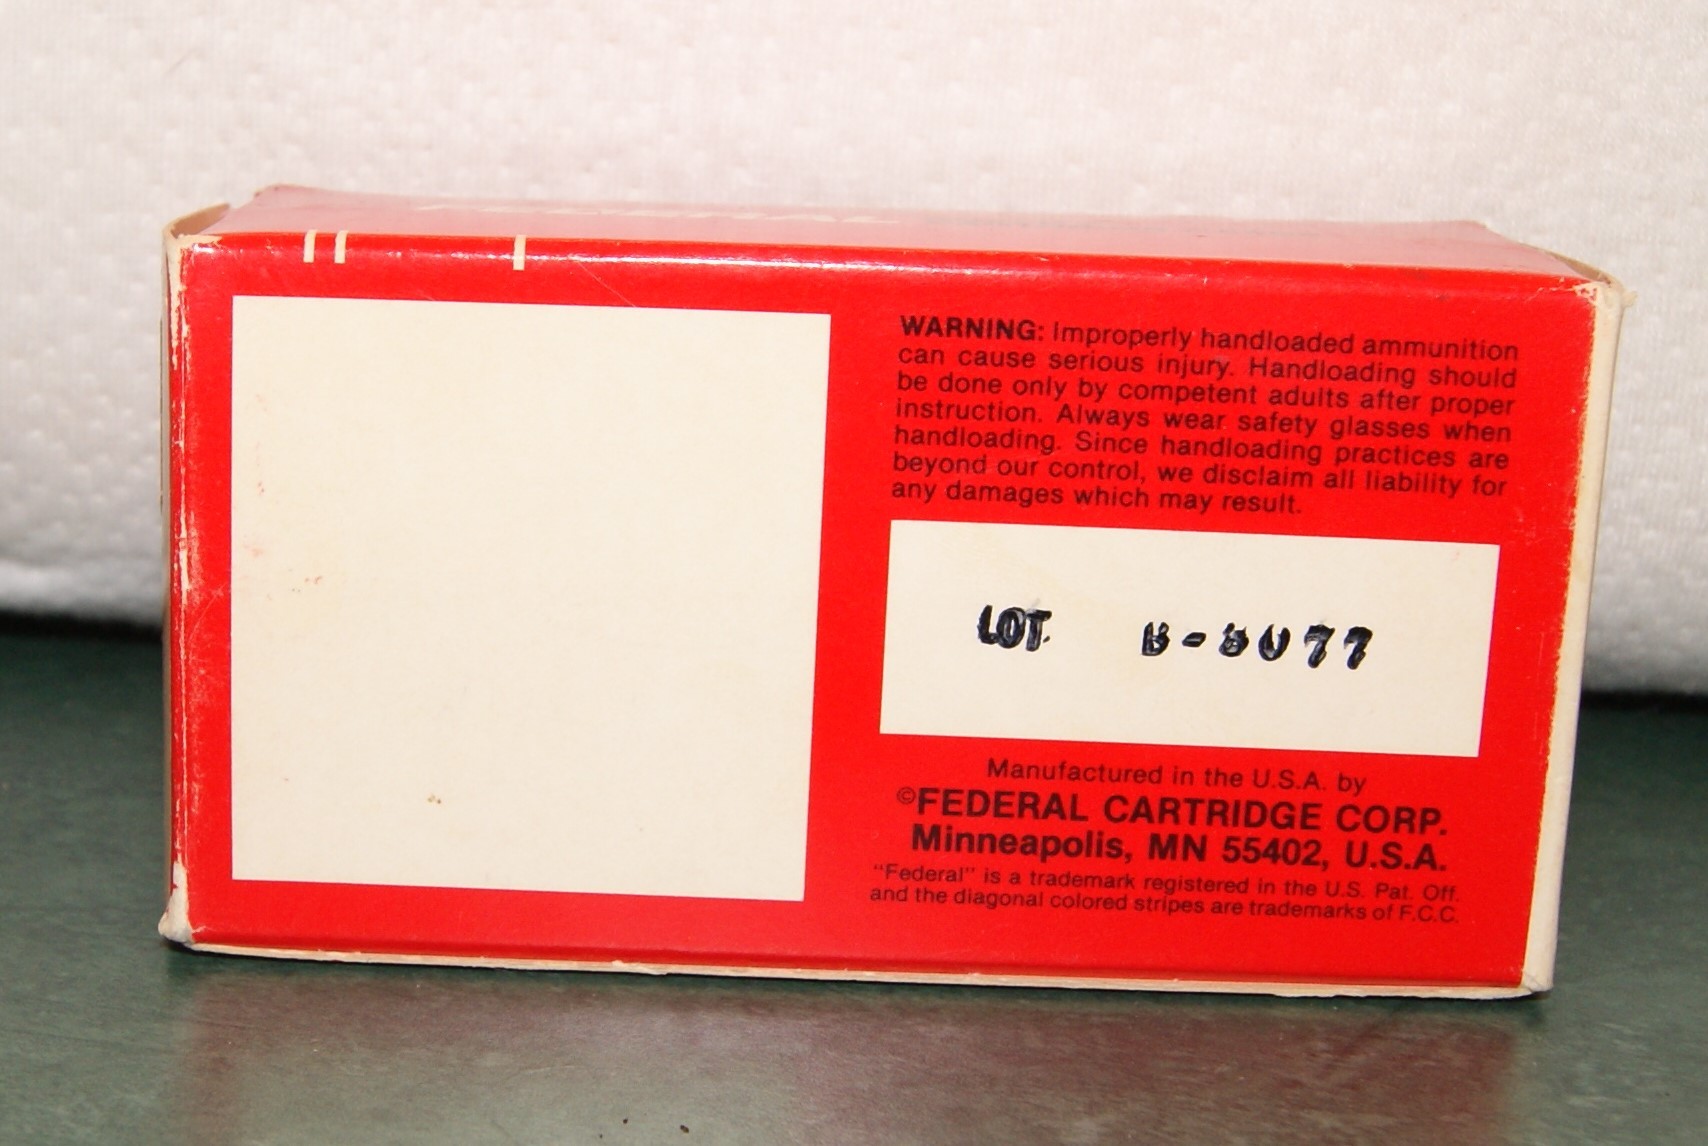 WARNING: Improperly handloaded ammunition
can cause serious injury. Handloading should
be done only by competent adults after proper
instruction. Always wear safety glasses when
handloading. Since handloading practices are
beyond our control, we disclaim all liability for
any damages which may result.
LOT
Manufactured in the U.S.A. by
©FEDERAL CARTRIDGE CORP.
Minneapolis, MN 55402, U.S.A.
"Federal" is a trademark registered in the U.S. Pat. Off.
and the diagonal colored stripes are trademarks of F.C.C.